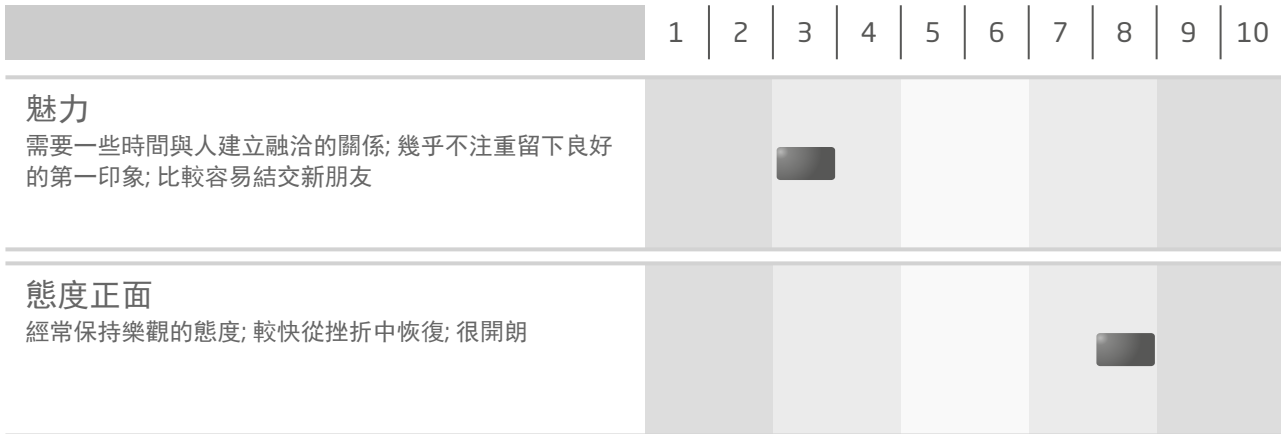 1 2 3 4 5 6 7 8 9 10
魅力
需要一些時間與人建立融洽的關係; 幾乎不注重留下良好
的第一印象; 比較容易結交新朋友
態度正面
經常保持樂觀的態度; 較快從挫折中恢復; 很開朗